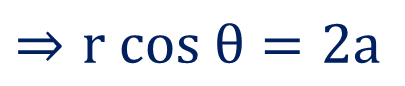 ⇒ r cos θ = 2a